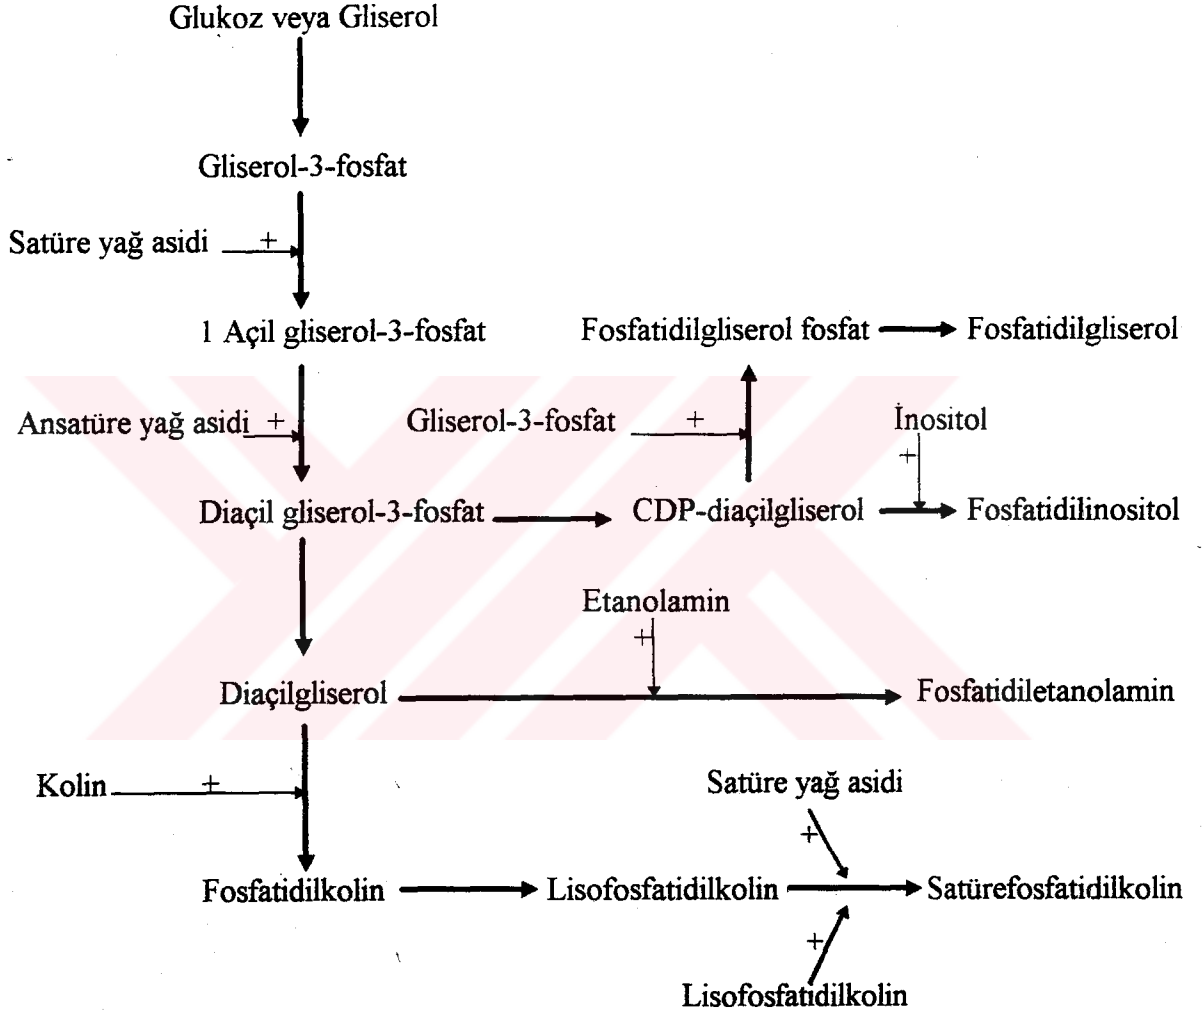 Glukoz veya Gliserol
Gliserol-3-fosfat
Satüre yağ asidi +
1 Açil gliserol-3-fosfat Fosfatidilgliserol fosfat Fosfatidilgliserol
Ansatüre yağ asidi + Gliserol-3-fosfat + İnositol
+
Diaçil gliserol-3-fosfat CDP-diaçilgliserol Fosfatidilinositol
Etanolamin
+
Diaçilgliserol Fosfatidiletanolamin
Kolin + Satüre yağ asidi
+
Fosfatidilkolin Lisofosfatidilkolin Satürefosfatidilkolin
+
Lisofosfatidilkolin